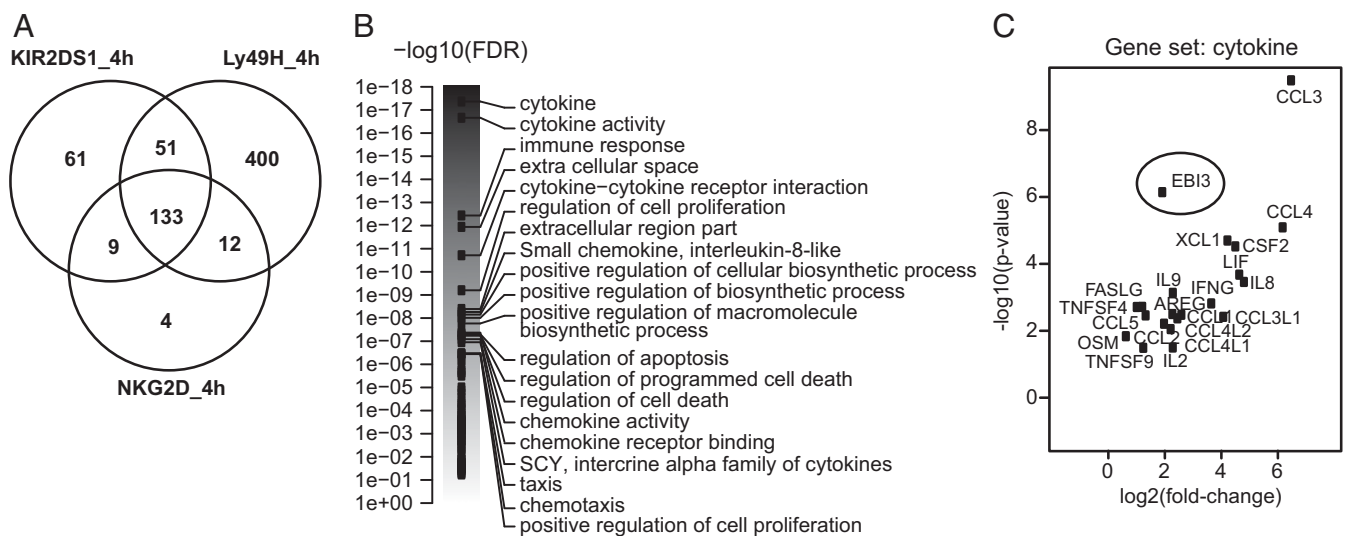 A
KIR2DS1_4h
Ly49H_4h
61
51
400
133
9
12
4
NKG2D_4h
B
−log10(FDR)
1e−18
1e−17
1e−16
1e−15
1e−14
1e−13
1e−12
1e−11
1e−10
1e−09
1e−08
1e−07
1e−06
1e−05
1e−04
1e−03
1e−02
1e−01
1e+00
cytokine
cytokine activity
immune response
extra cellular space
cytokine−cytokine receptor interaction
regulation of cell proliferation
extracellular region part
Small chemokine, interleukin-8-like
positive regulation of cellular biosynthetic process
positive regulation of biosynthetic process
positive regulation of macromolecule
biosynthetic process
regulation of apoptosis
regulation of programmed cell death
regulation of cell death
chemokine activity
chemokine receptor binding
SCY, intercrine alpha family of cytokines
taxis
chemotaxis
positive regulation of cell proliferation
C
Gene set: cytokine
-log10(p-value)
8
6
4
2
0
CCL3
EBI3
CCL4
XCL1
CSF2
LIF
IL8
IL9
IFNG
FASLG
TNFSF4
AREG
CCL3L1
CCL5
CCL2
CCL4L2
OSM
CCL4L1
TNFSF9
IL2
0
2
4
6
log2(fold-change)